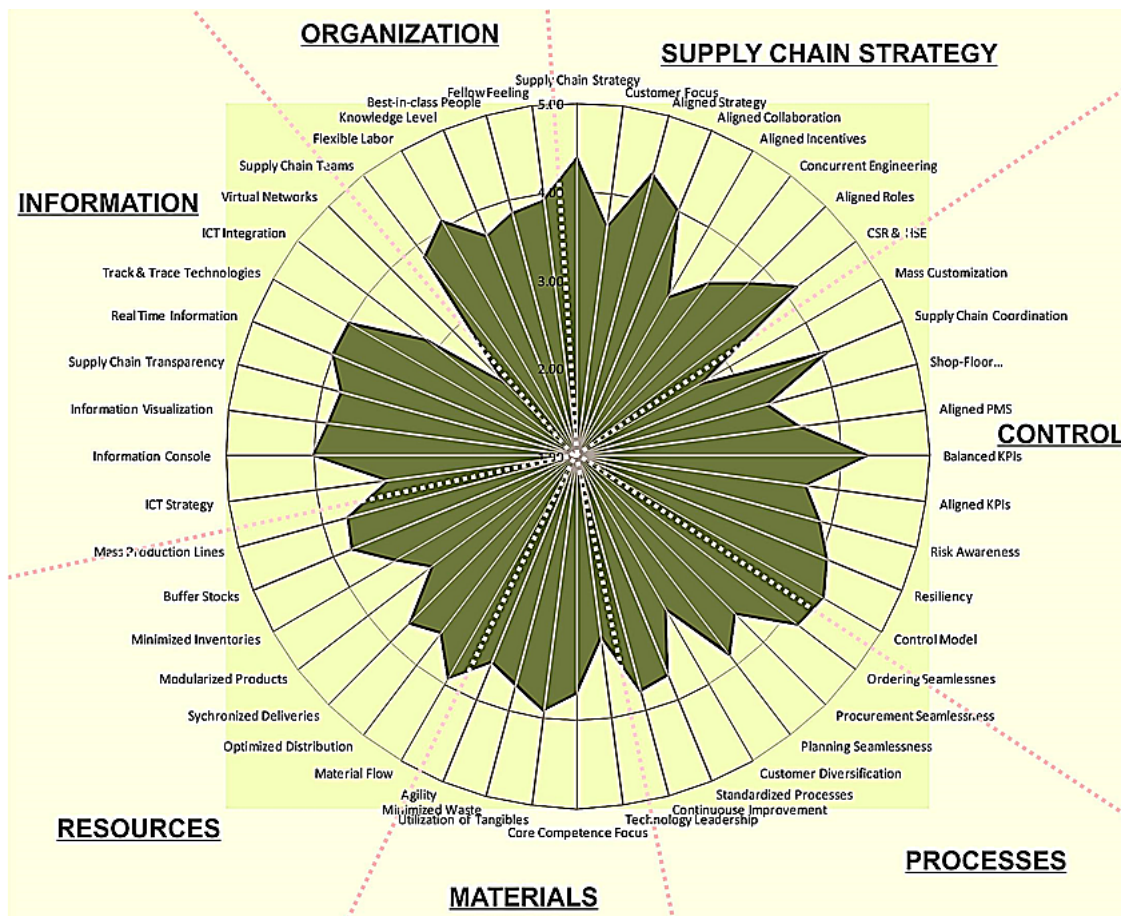 ORGANIZATION
SUPPLY CHAIN STRATEGY
INFORMATION
CONTROL
RESOURCES
MATERIALS
PROCESSES
Supply Chain Strategy
Customer Focus
Aligned Strategy
Aligned Collaboration
Aligned Incentives
Concurrent Engineering
Aligned Roles
CSR & HSE
Mass Customization
Supply Chain Coordination
Shop-Floor...
Aligned PMS
Balanced KPIs
Aligned KPIs
Risk Awareness
Resiliency
Control Model
Ordering Seamlessnes
Procurement Seamlessness
Planning Seamlessness
Customer Diversification
Standardized Processes
Continuouse Improvement
Technology Leadership
Core Competence Focus
Utilization of Tangibles
Minimized Waste
Agility
Material Flow
Optimized Distribution
Sychronized Deliveries
Modularized Products
Minimized Inventories
Buffer Stocks
Mass Production Lines
ICT Strategy
Information Console
Information Visualization
Supply Chain Transparency
Real Time Information
Track & Trace Technologies
ICT Integration
Virtual Networks
Supply Chain Teams
Flexible Labor
Knowledge Level
Best-in-class People
Fellow Feeling
5.00
4.00
3.00
2.00